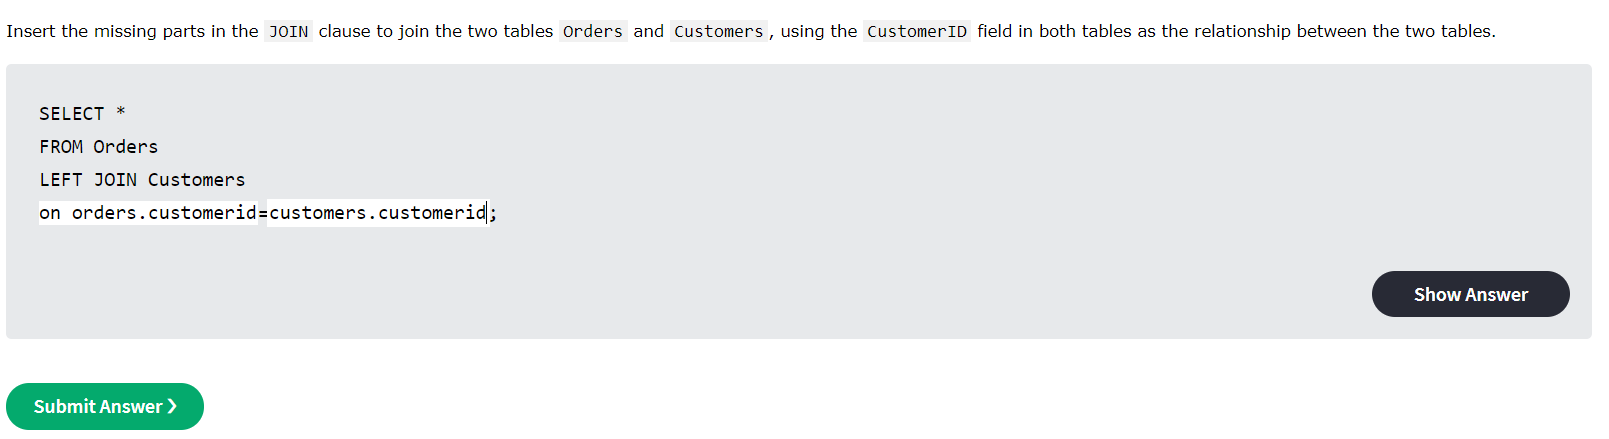 Insert the missing parts in the JOIN clause to join the two tables Orders and Customers, using the CustomerID field in both tables as the relationship between the two tables.
SELECT *
FROM Orders
LEFT JOIN Customers
on orders.customerid=customers.customerid;
Show Answer
Submit Answer ❯